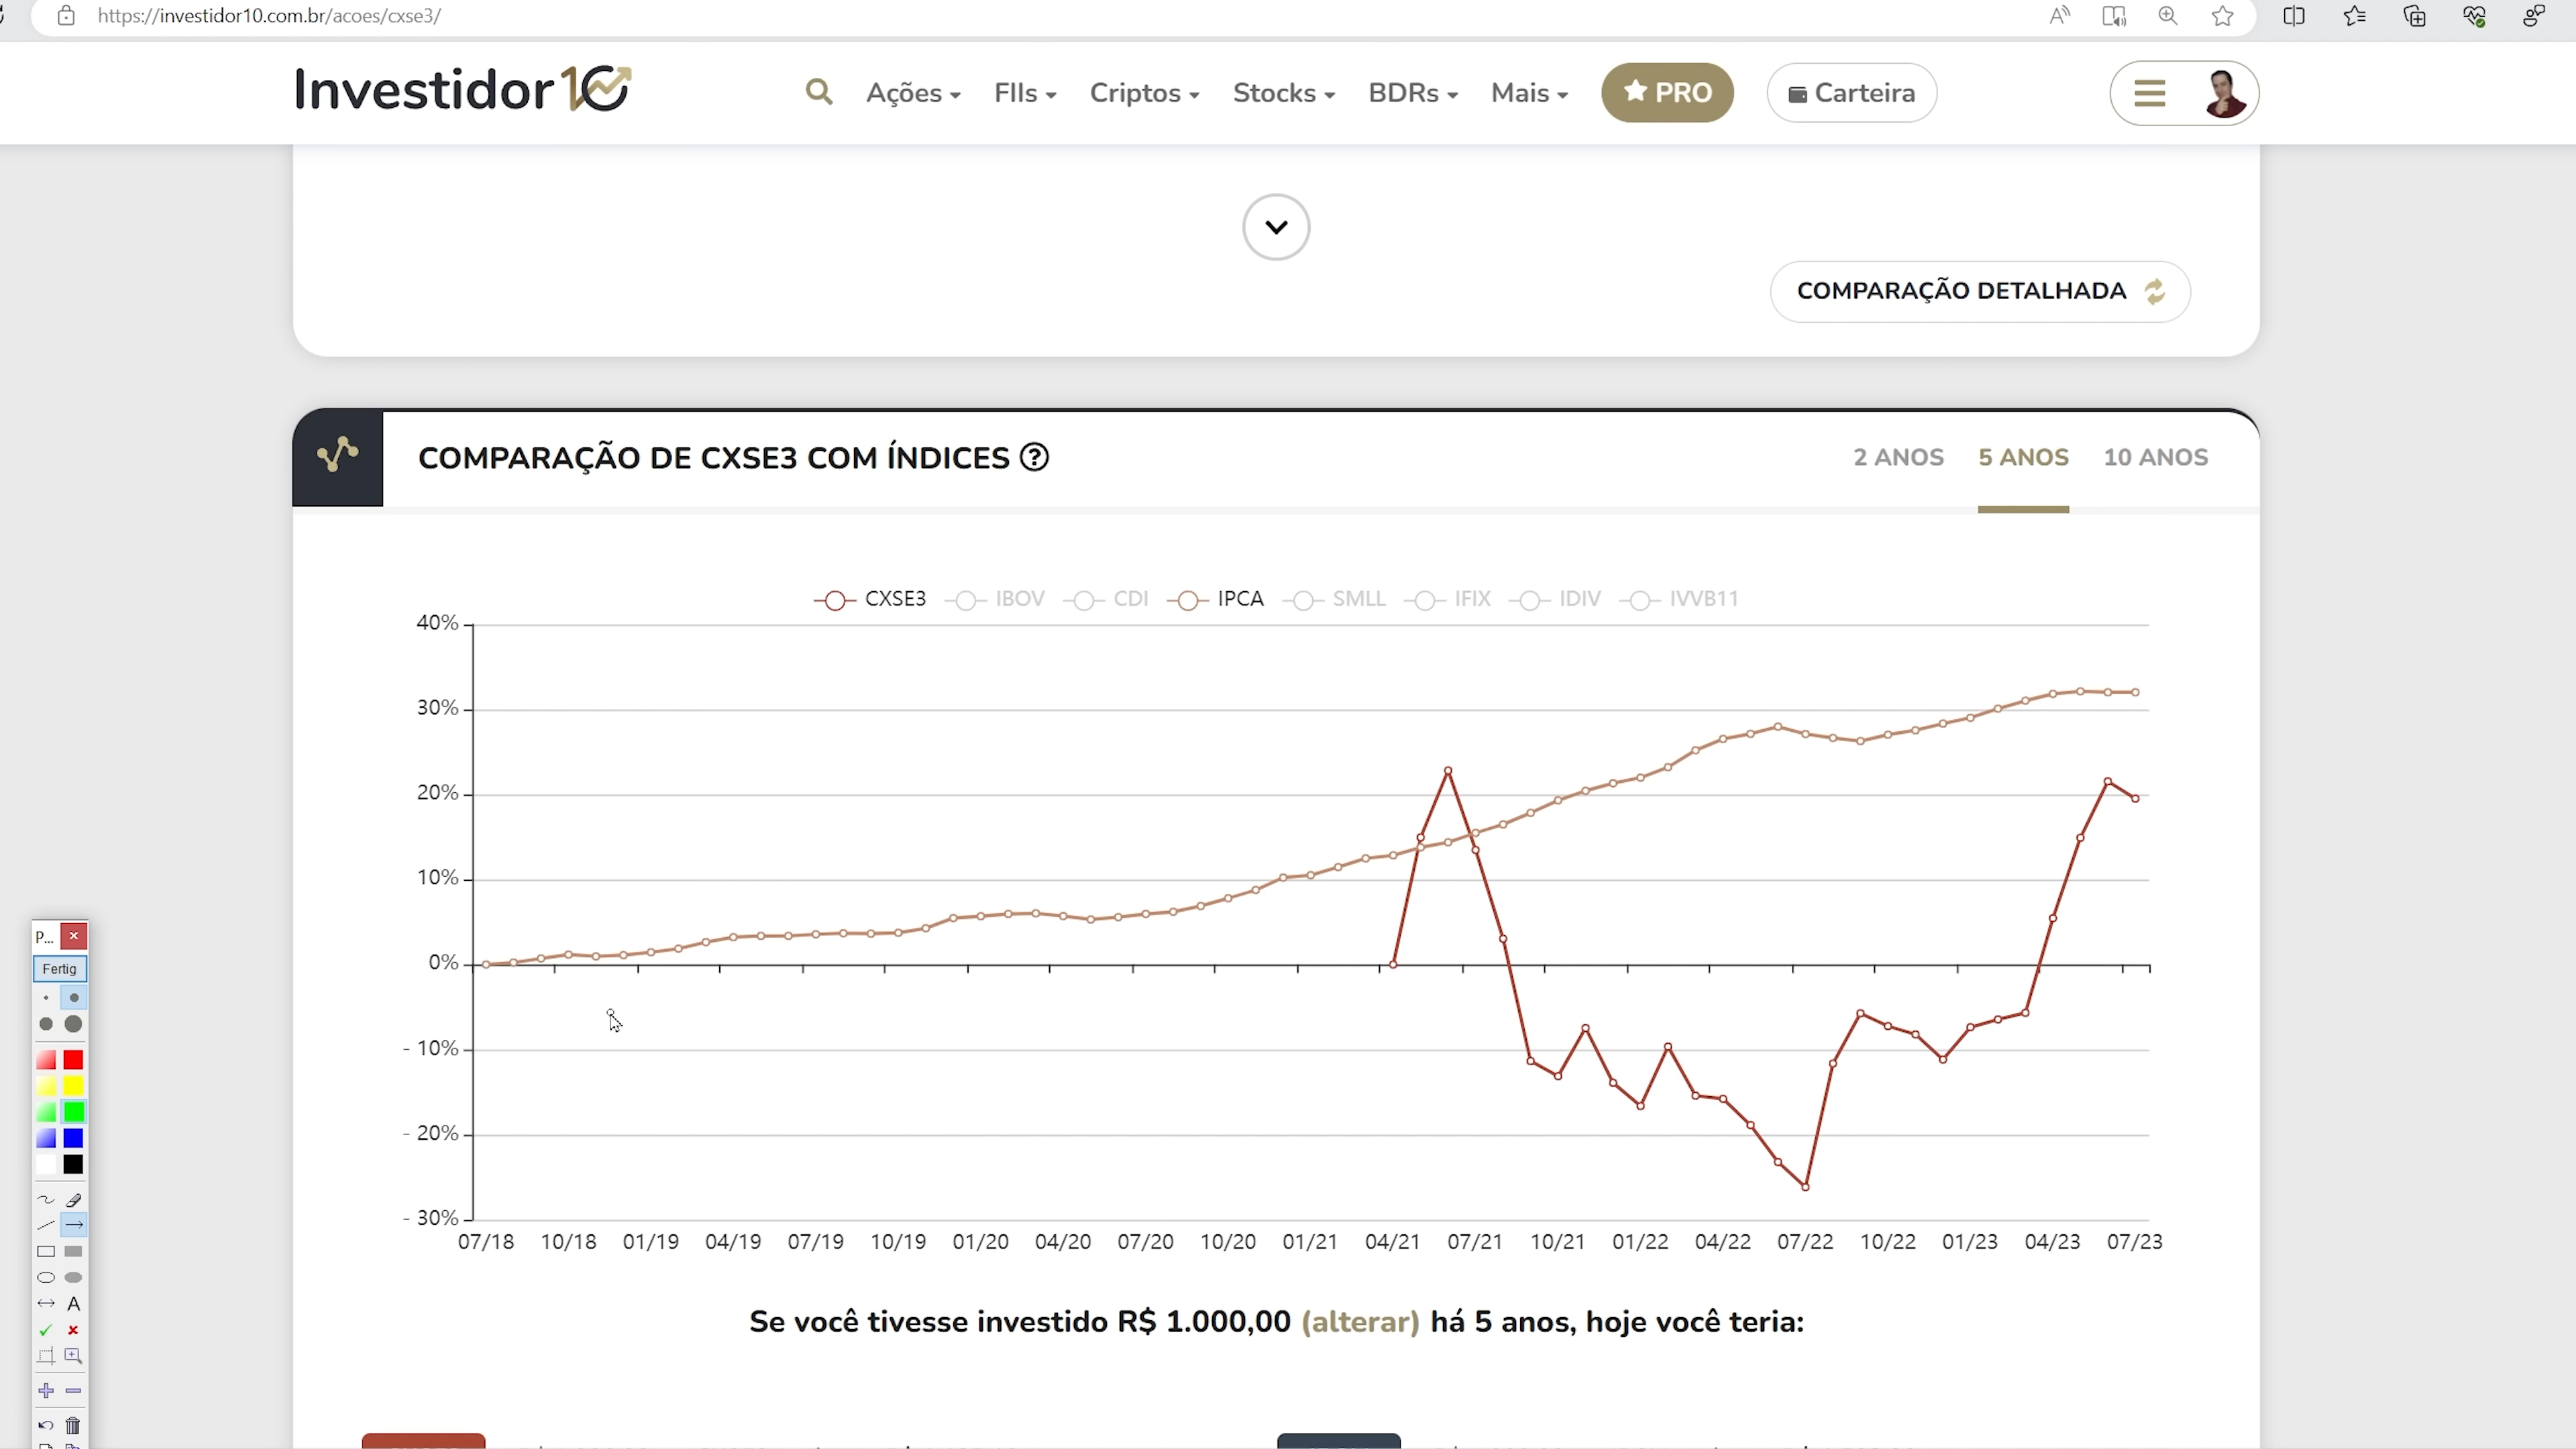 https://investidor10.com.br/acoes/cxse3/
Investidor10
Ações
FIIs
Criptos
Stocks
BDRs
Mais
PRO
Carteira
COMPARAÇÃO DETALHADA
COMPARAÇÃO DE CXSE3 COM ÍNDICES ?
2 ANOS 5 ANOS 10 ANOS
CXSE3 IBOV CDI IPCA SMLL IFIX IDIV IVVB11
40%
30%
20%
10%
0%
- 10%
- 20%
- 30%
07/18 10/18 01/19 04/19 07/19 10/19 01/20 04/20 07/20 10/20 01/21 04/21 07/21 10/21 01/22 04/22 07/22 10/22 01/23 04/23 07/23
Se você tivesse investido R$ 1.000,00 (alterar) há 5 anos, hoje você teria:
P...
Fertig
A